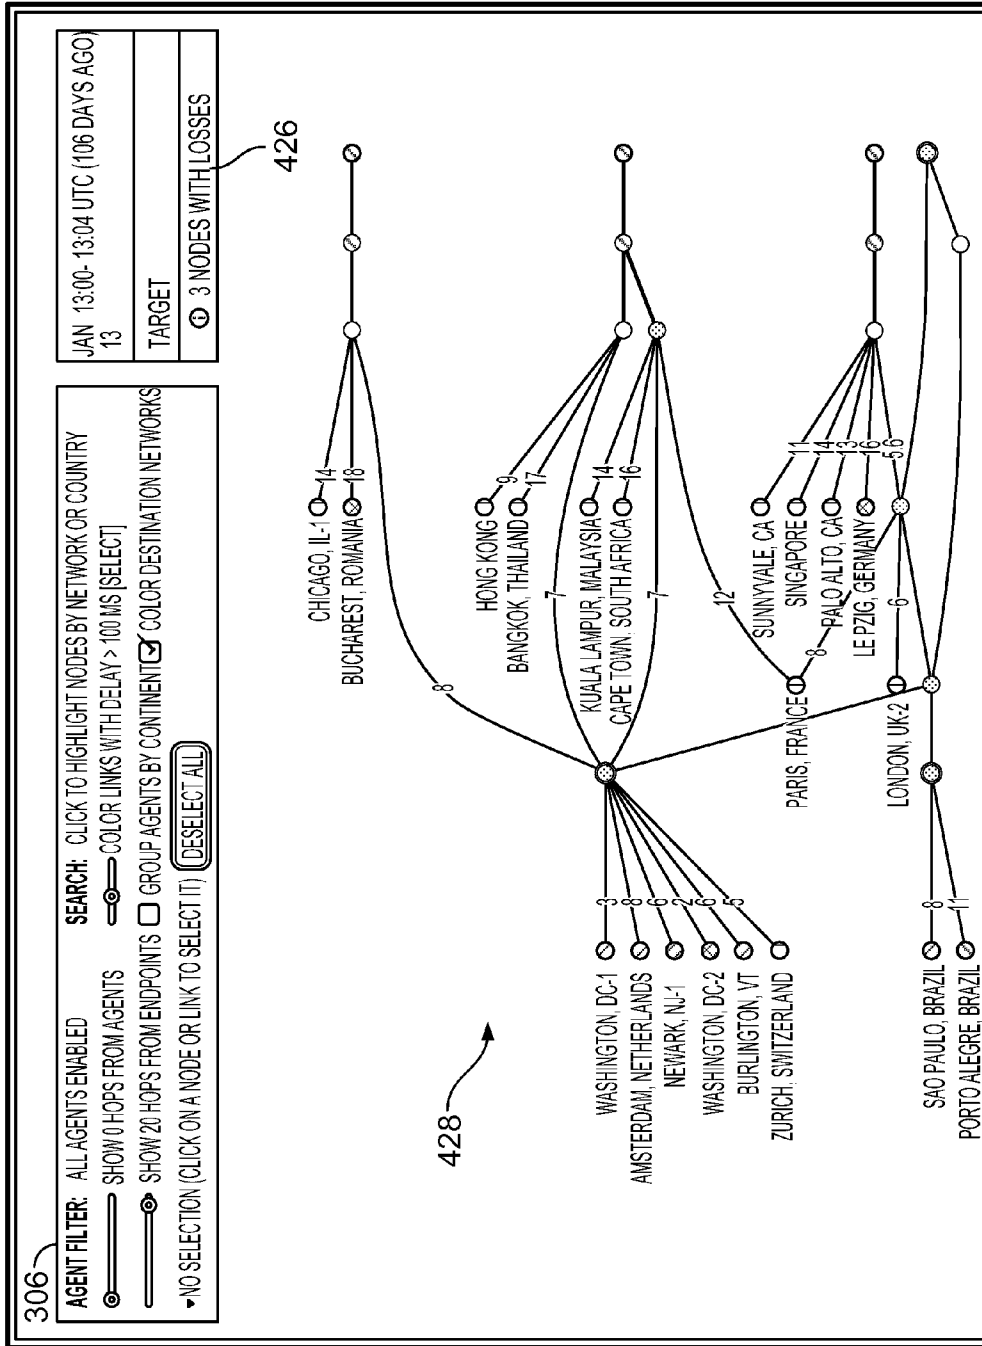 306
AGENT FILTER: ALL AGENTS ENABLED
SEARCH: CLICK TO HIGHLIGHT NODES BY NETWORK OR COUNTRY
SHOW 0 HOPS FROM AGENTS
COLOR LINKS WITH DELAY > 100 MS [SELECT]
SHOW 20 HOPS FROM ENDPOINTS
GROUP AGENTS BY CONTINENT
COLOR DESTINATION NETWORKS
NO SELECTION (CLICK ON A NODE OR LINK TO SELECT IT)
DESELECT ALL
JAN 13:00- 13:04 UTC (106 DAYS AGO)
13
TARGET
3 NODES WITH LOSSES
426
428
CHICAGO, IL-1
14
BUCHAREST, ROMANIA
18
8
HONG KONG
9
BANGKOK, THAILAND
17
7
KUALA LAMPUR, MALAYSIA
14
CAPE TOWN, SOUTH AFRICA
16
7
WASHINGTON, DC-1
3
AMSTERDAM, NETHERLANDS
8
NEWARK, NJ-1
6
WASHINGTON, DC-2
2
BURLINGTON, VT
6
ZURICH, SWITZERLAND
5
12
SUNNYVALE, CA
11
SINGAPORE
14
PALO ALTO, CA
13
LE PZIG, GERMANY
16
5.6
PARIS, FRANCE
8
LONDON, UK-2
6
SAO PAULO, BRAZIL
8
PORTO ALEGRE, BRAZIL
11